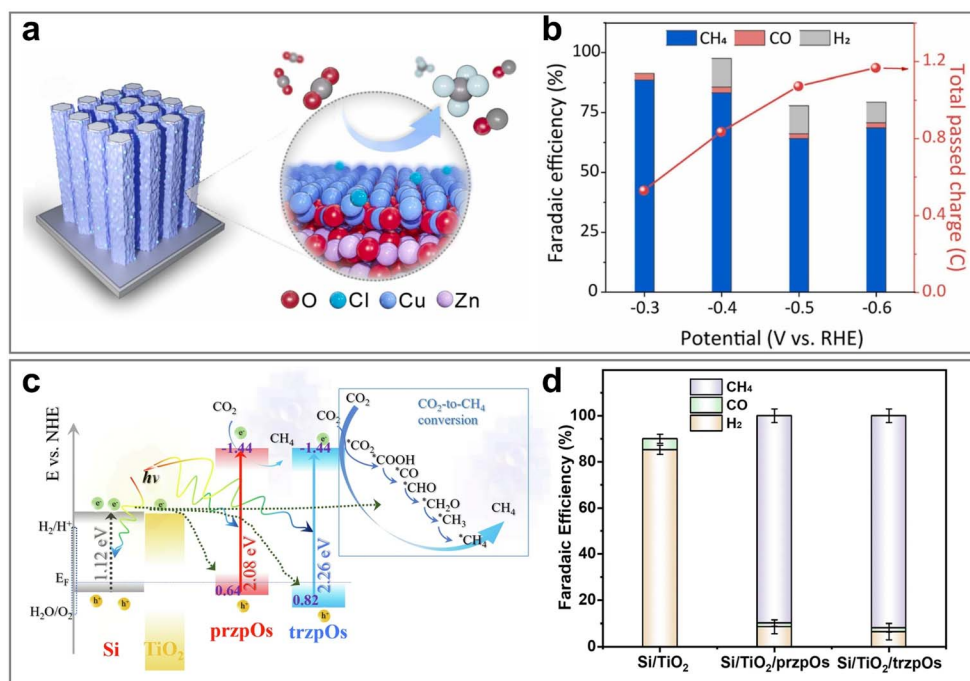 a
O Cl Cu Zn
b
CH₄ CO H₂
Faradaic efficiency (%)
100
75
50
25
0
1.2
0.8
0.4
0.0
Total passed charge (C)
-0.3 -0.4 -0.5 -0.6
Potential (V vs. RHE)
c
E vs. NHE
H₂/H⁺
E_F
H₂O/O₂
hν
e⁻ e⁻ e⁻
1.12 eV
h⁺ h⁺
Si
TiO₂
CO₂
e⁻
-1.44
CH₄
2.08 eV
0.64
h⁺
przpOs
CO₂
e⁻
-1.44
2.26 eV
0.82
h⁺
trzpOs
CO₂
CO₂-to-CH₄
conversion
*CO₂
*COOH
*CO
*CHO
*CH₂O
*CH₃
*CH₄
CH₄
d
CH₄
CO
H₂
Faradaic Efficiency (%)
100
80
60
40
20
0
Si/TiO₂ Si/TiO₂/przpOs Si/TiO₂/trzpOs